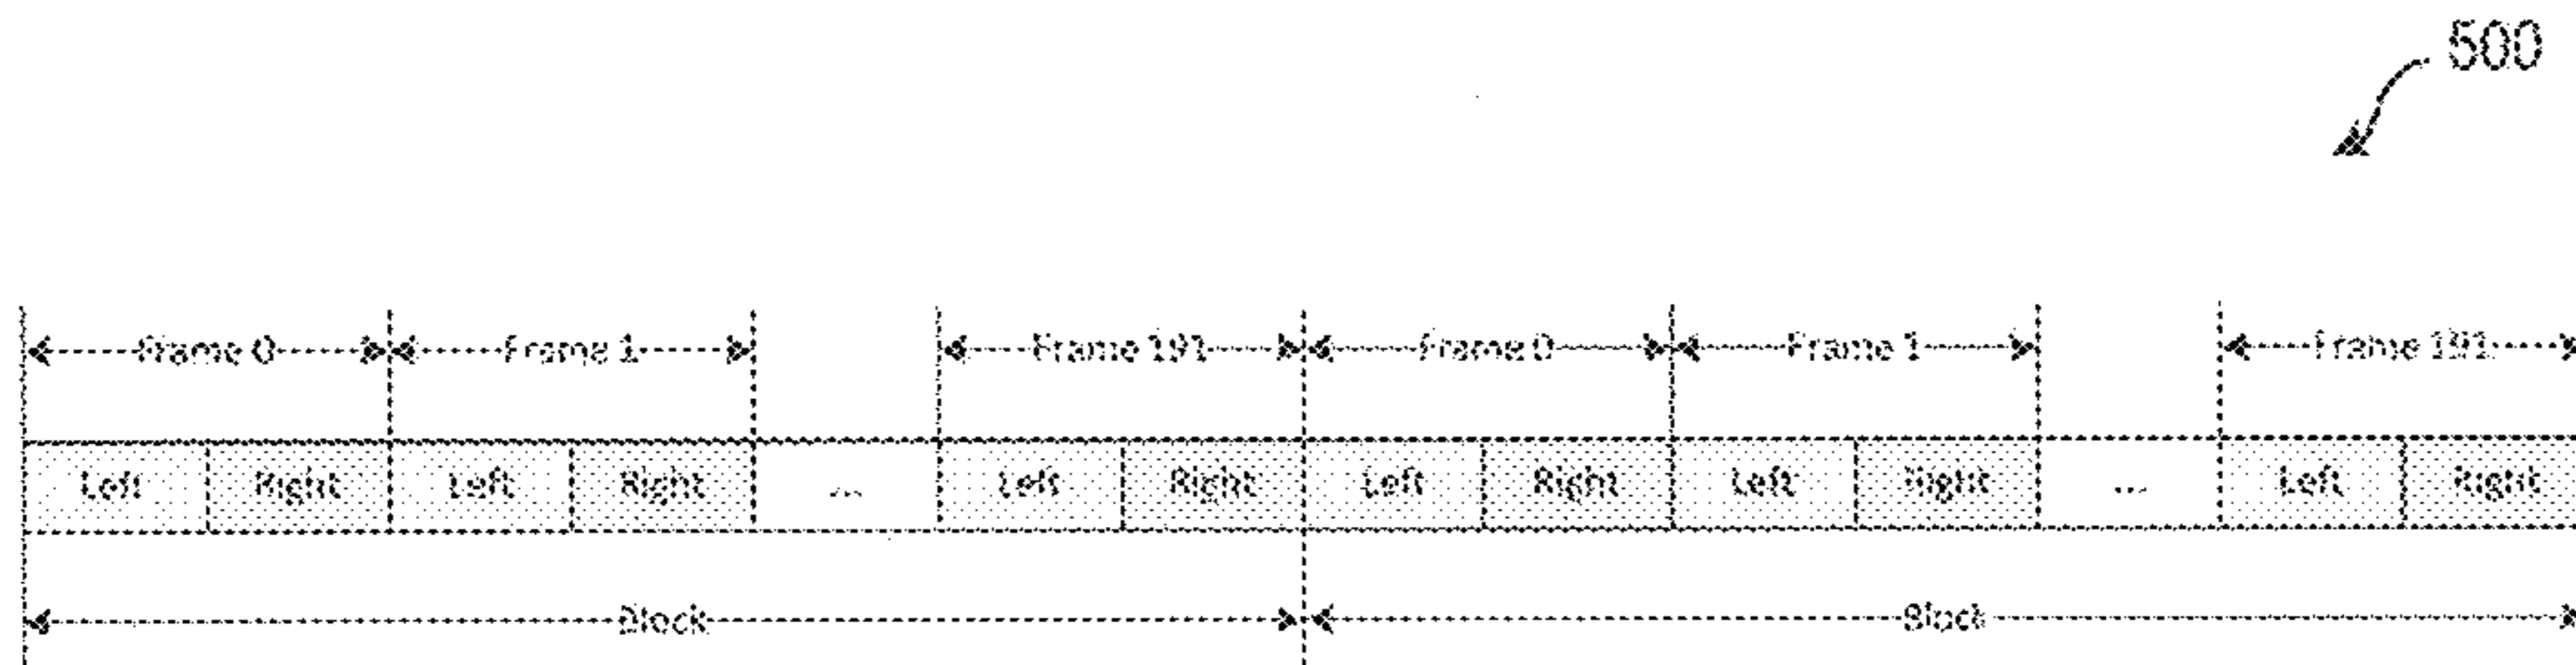 500
Frame 0 Frame 1 Frame 191 Frame 0 Frame 1 Frame 191
Left Right Left Right ... Left Right Left Right Left Right ... Left Right
Block Block